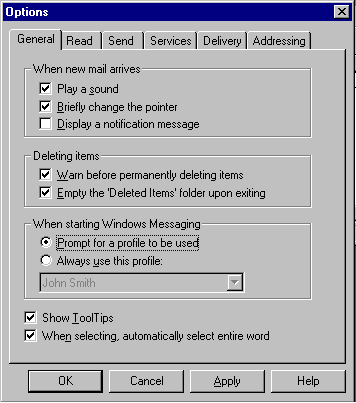 Options
General Read Send Services Delivery Addressing
When new mail arrives
Play a sound
Briefly change the pointer
Display a notification message
Deleting items
Warn before permanently deleting items
Empty the 'Deleted Items' folder upon exiting
When starting Windows Messaging
Prompt for a profile to be used
Always use this profile:
John Smith
Show ToolTips
When selecting, automatically select entire word
OK Cancel Apply Help